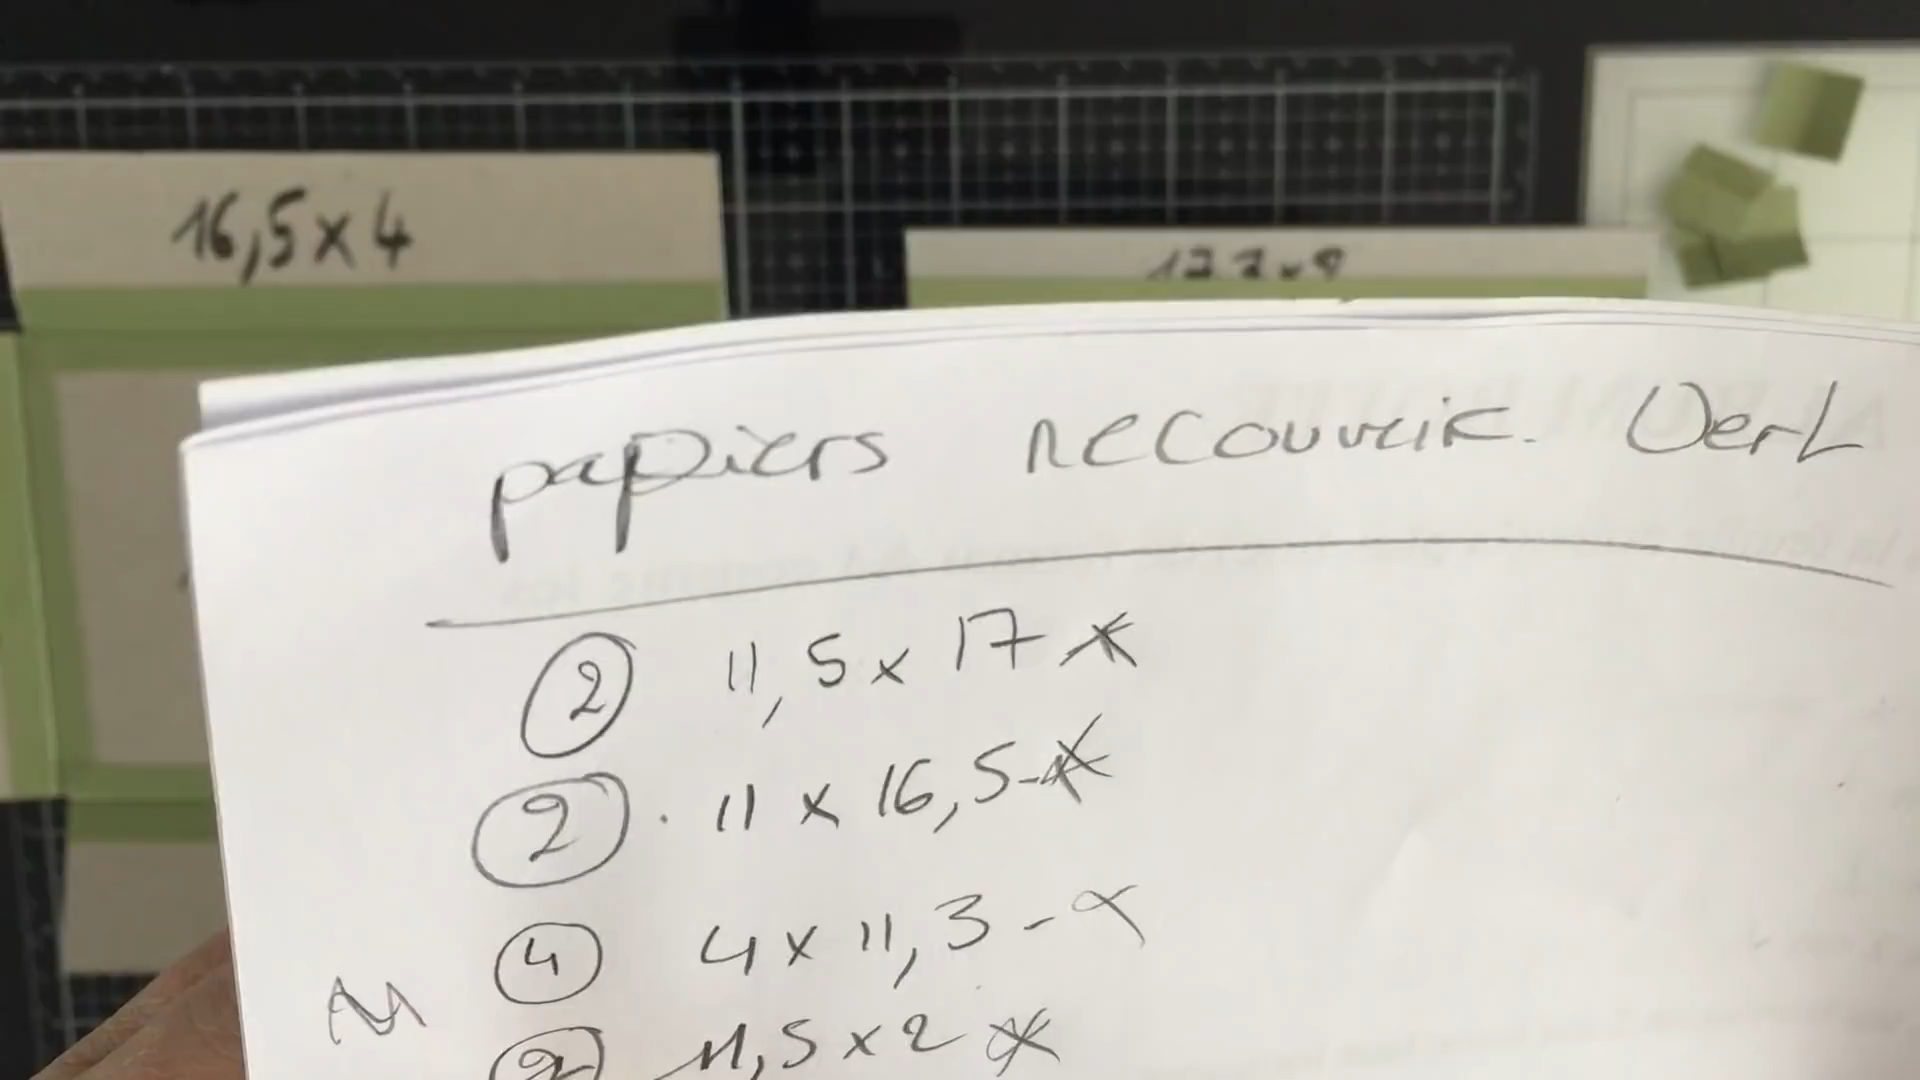 16,5 x 4
papiers recouvrir. Vert
2 11,5 x 17 x
2 . 11 x 16,5 - x
4 4 x 11,3 - x
2 11,5 x 2 x